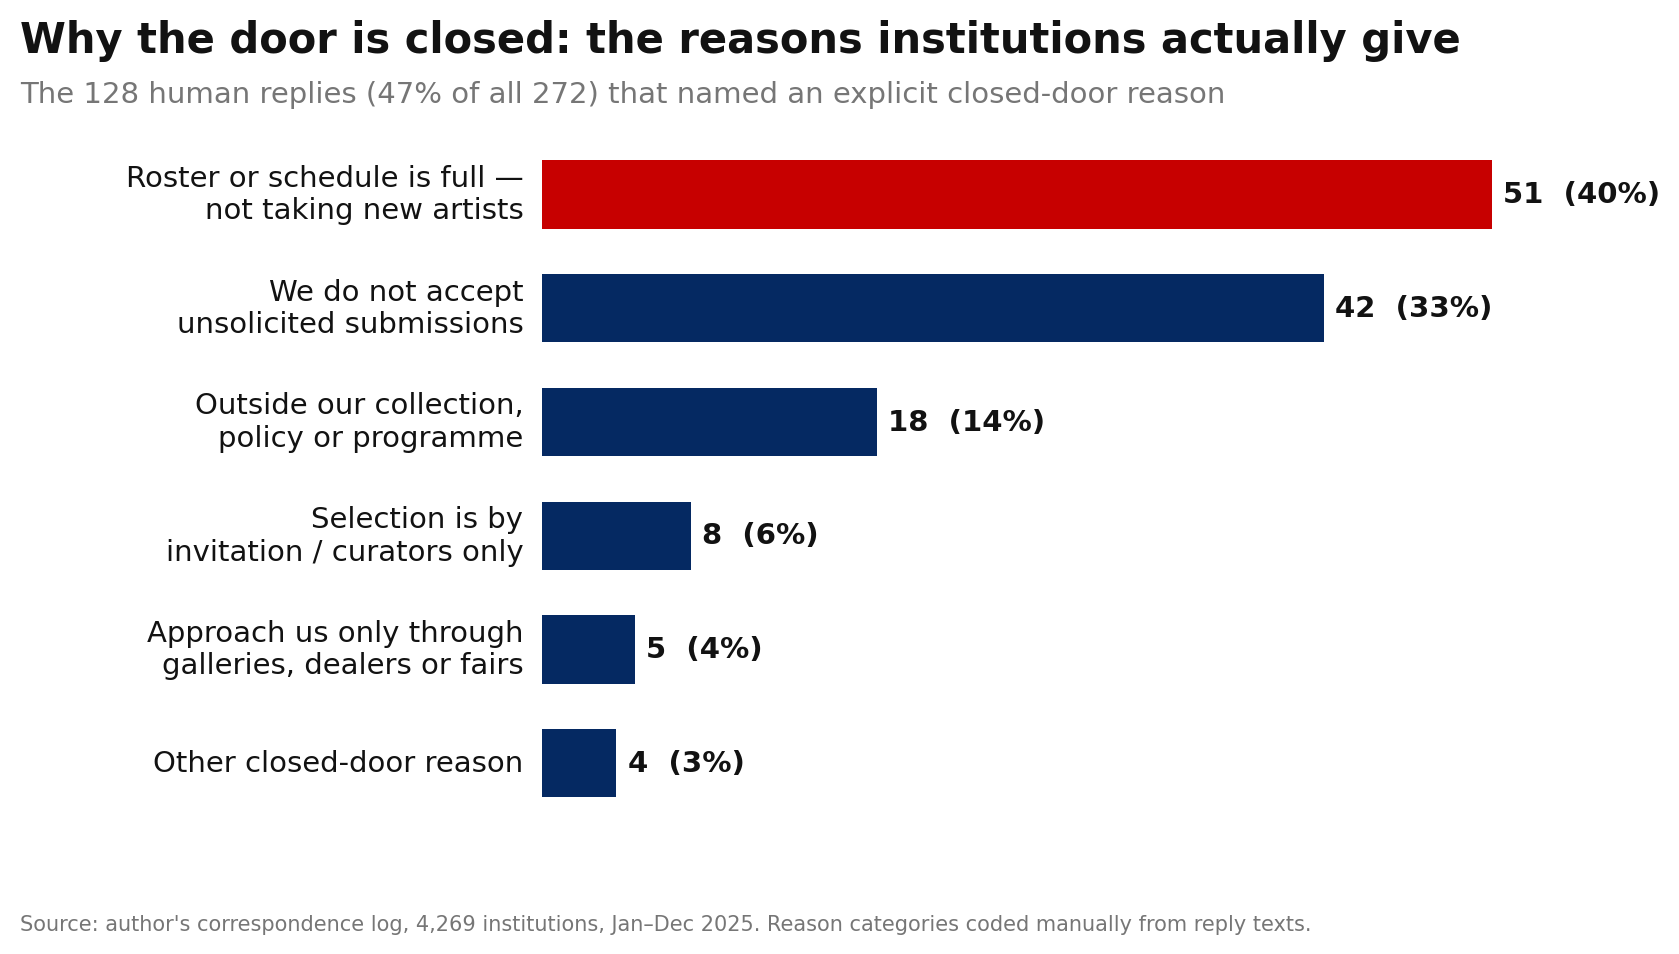 Why the door is closed: the reasons institutions actually give
The 128 human replies (47% of all 272) that named an explicit closed-door reason
Roster or schedule is full —
not taking new artists
51 (40%)
We do not accept
unsolicited submissions
42 (33%)
Outside our collection,
policy or programme
18 (14%)
Selection is by
invitation / curators only
8 (6%)
Approach us only through
galleries, dealers or fairs
5 (4%)
Other closed-door reason
4 (3%)
Source: author's correspondence log, 4,269 institutions, Jan–Dec 2025. Reason categories coded manually from reply texts.